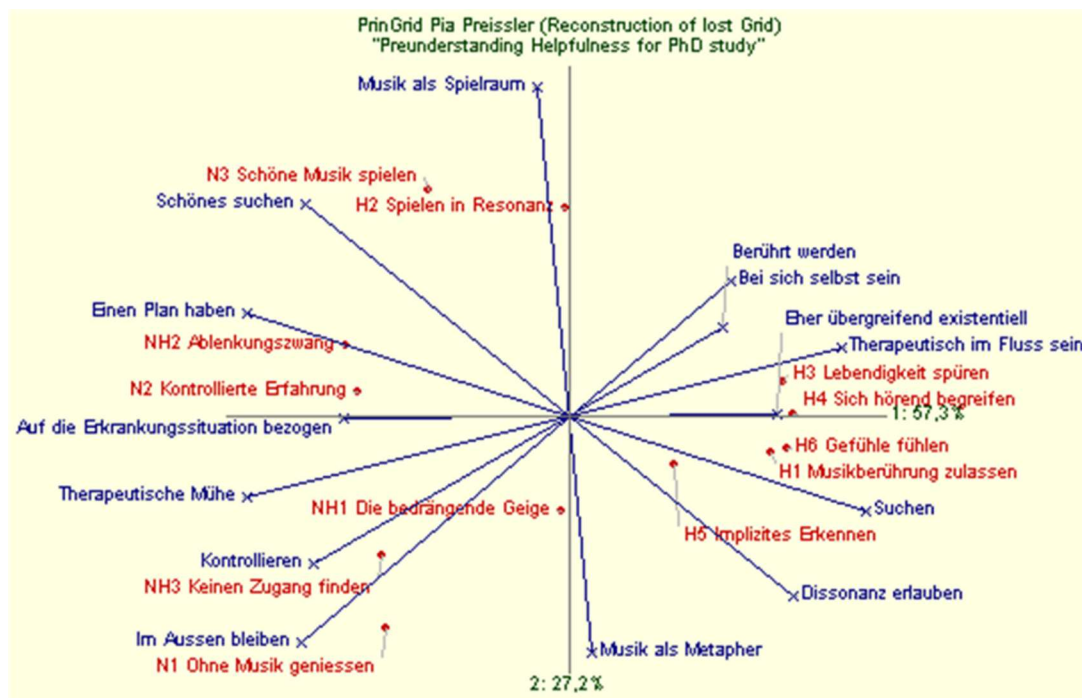 PrinGrid Pia Preissler (Reconstruction of lost Grid)
"Preunderstanding Helpfulness for PhD study"
Musik als Spielraum
N3 Schöne Musik spielen
Schönes suchen
H2 Spielen in Resonanz
Berührt werden
Bei sich selbst sein
Einen Plan haben
Eher übergreifend existentiell
NH2 Ablenkungszwang
Therapeutisch im Fluss sein
H3 Lebendigkeit spüren
N2 Kontrollierte Erfahrung
H4 Sich hörend begreifen
1: 57,3%
Auf die Erkrankungssituation bezogen
H6 Gefühle fühlen
H1 Musikberührung zulassen
Therapeutische Mühe
NH1 Die bedrängende Geige
Suchen
H5 Implizites Erkennen
Kontrollieren
NH3 Keinen Zugang finden
Dissonanz erlauben
Im Aussen bleiben
Musik als Metapher
N1 Ohne Musik geniessen
2: 27,2%